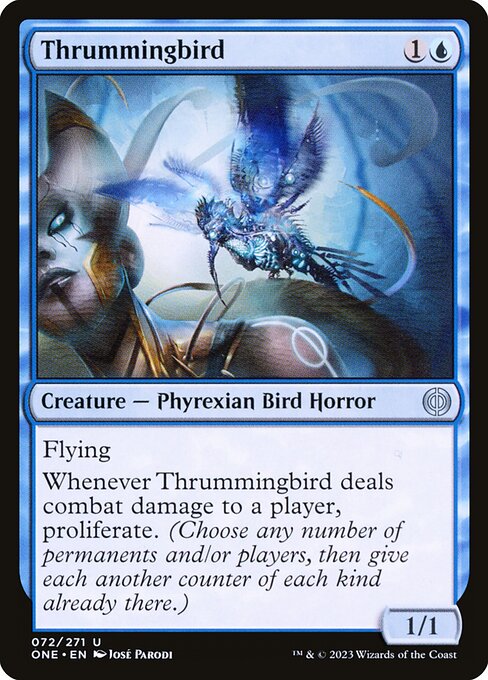 Thrummingbird 1
Creature — Phyrexian Bird Horror
Flying
Whenever Thrummingbird deals
combat damage to a player,
proliferate. (Choose any number of
permanents and/or players, then give
each another counter of each kind
already there.)
1/1
072/271 U
ONE • EN José Parodi
™ & © 2023 Wizards of the Coast